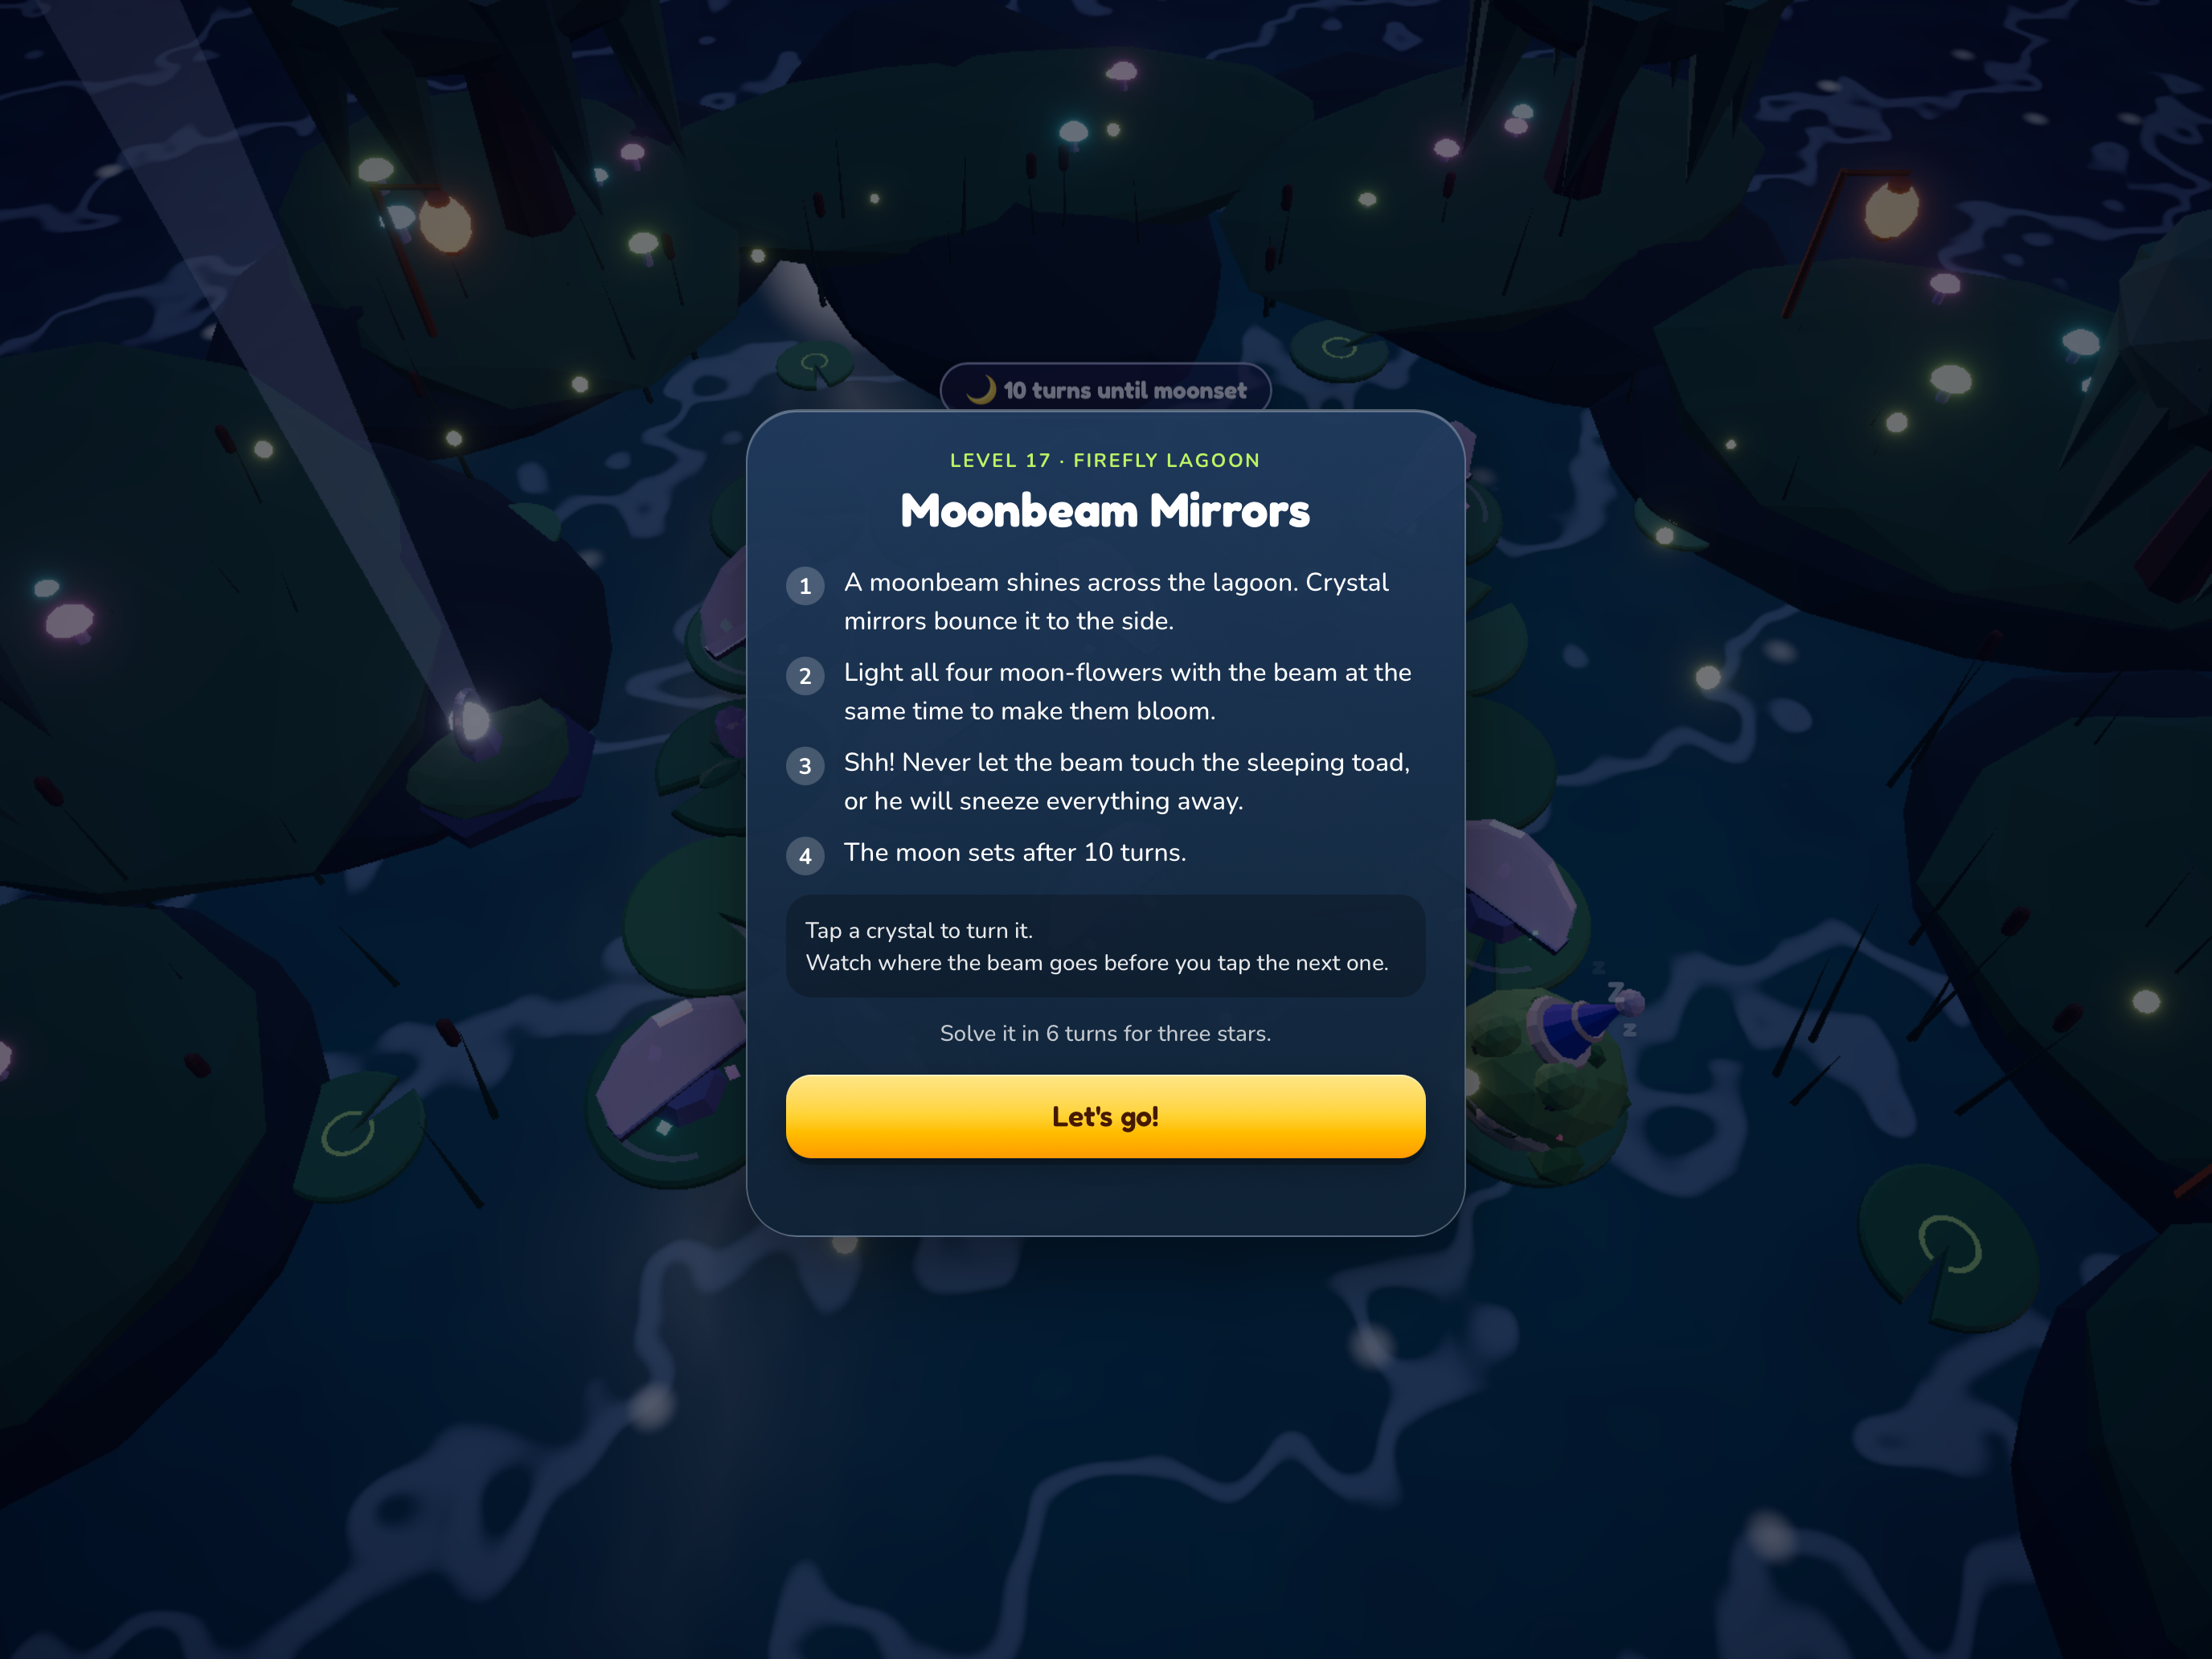 🌙 10 turns until moonset
LEVEL 17 · FIREFLY LAGOON
Moonbeam Mirrors
1 A moonbeam shines across the lagoon. Crystal
mirrors bounce it to the side.
2 Light all four moon-flowers with the beam at the
same time to make them bloom.
3 Shh! Never let the beam touch the sleeping toad,
or he will sneeze everything away.
4 The moon sets after 10 turns.
Tap a crystal to turn it.
Watch where the beam goes before you tap the next one.
z
Z
z
Solve it in 6 turns for three stars.
Let's go!